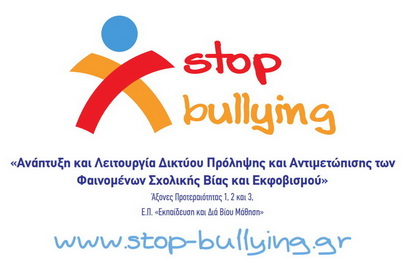 stop
bullying
«Ανάπτυξη και Λειτουργία Δικτύου Πρόληψης και Αντιμετώπισης των
Φαινομένων Σχολικής Βίας και Εκφοβισμού»
Άξονες Προτεραιότητας 1, 2 και 3,
Ε.Π. «Εκπαίδευση και Διά Βίου Μάθηση»
www.stop-bullying.gr